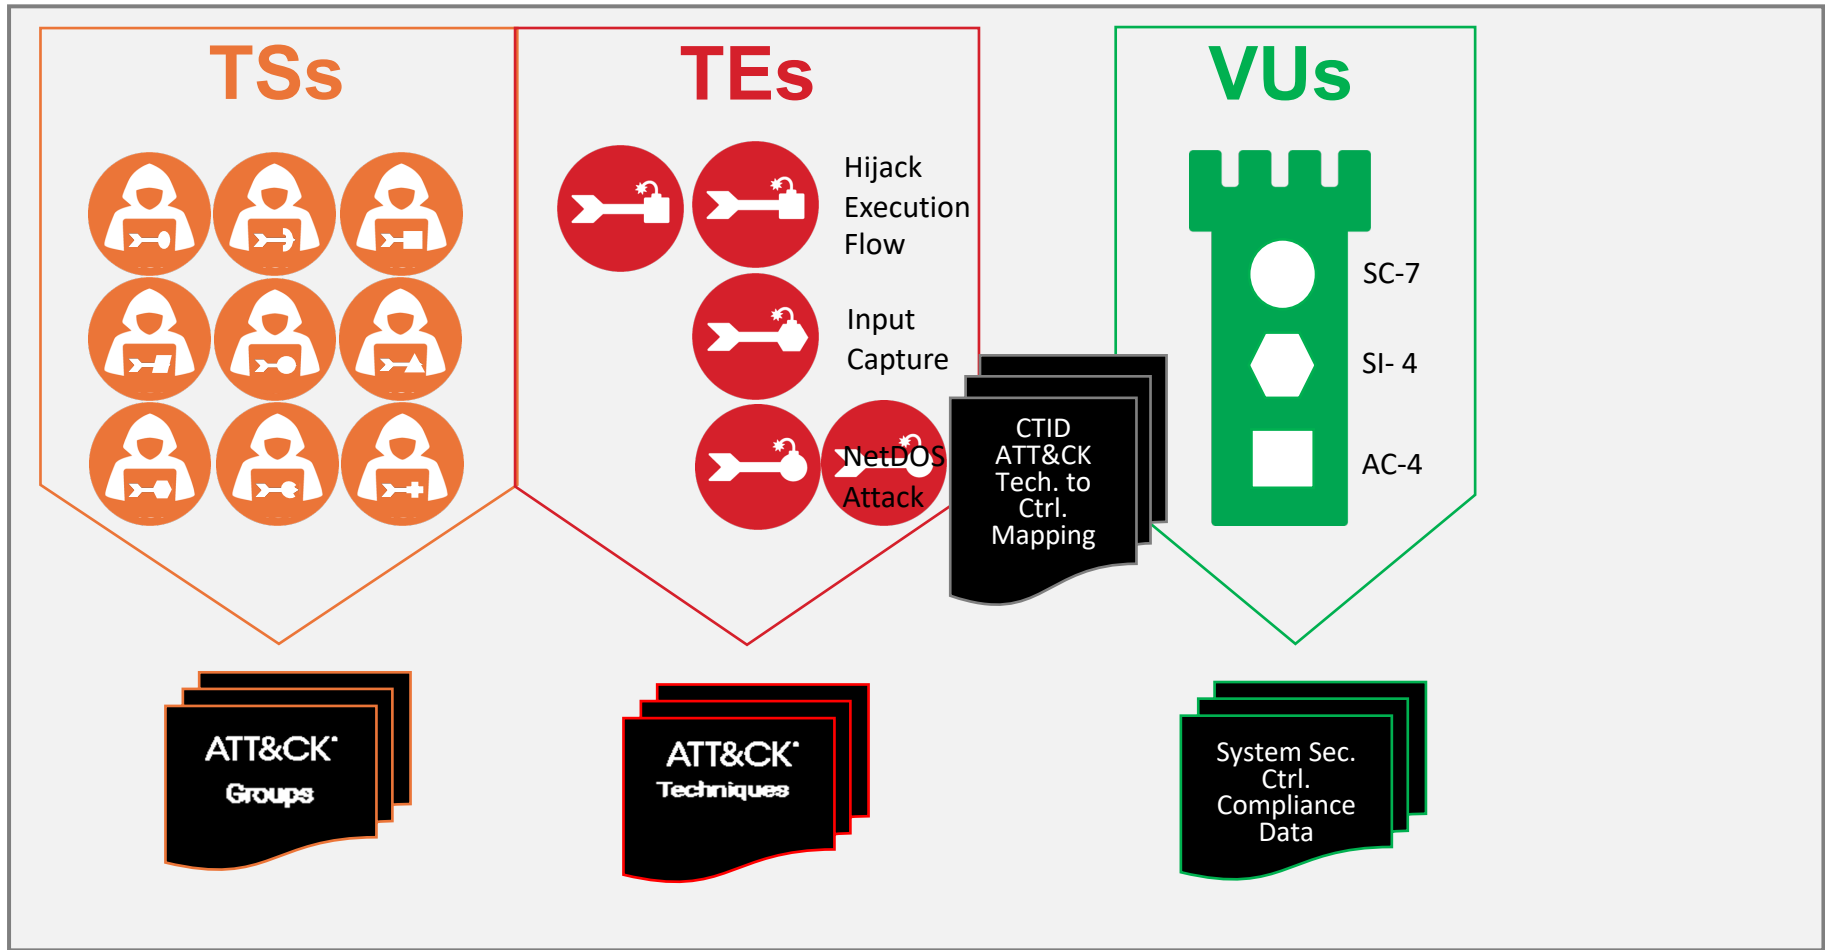 TSs
TEs
VUs
Hijack
Execution
Flow
Input
Capture
NetDOS
Attack
CTID
ATT&CK
Tech. to
Ctrl.
Mapping
SC-7
SI- 4
AC-4
ATT&CK
Groups
ATT&CK
Techniques
System Sec.
Ctrl.
Compliance
Data